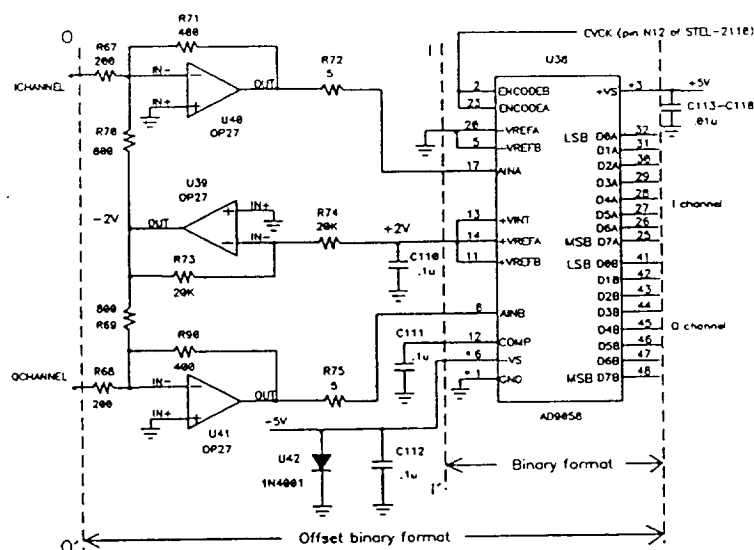 O
R71
400
I
CVCK (pin N12 of STEL-2110)
R67
200
ICHANNEL
IN-
IN+
OUT
U40
OP27
R72
5
U38
2 ENCODEB
23 ENCODEA
20 -VREFA
5 -VREFB
17 AINA
+VS *3
+5V
C113-C118
.01u
LSB D0A 32
D1A 31
D2A 30
D3A 29
D4A 28
D5A 27
D6A 26
MSB D7A 25
I channel
R70
800
U39
OP27
-2V
OUT
IN+
IN-
R74
20K
+2V
C110
.1u
13 +VINT
14 +VREFA
11 +VREFB
R73
20K
LSB D0B 41
D1B 42
D2B 43
D3B 44
D4B 45
D5B 46
D6B 47
MSB D7B 48
Q channel
800
R69
R90
400
8 AINB
12 COMP
* 6 -VS
* 1 GND
C111
.1u
QCHANNEL
R68
200
IN-
IN+
OUT
U41
OP27
R75
5
-5V
AD9058
U42
1N4001
C112
.1u
I'
Binary format
O'
Offset binary format